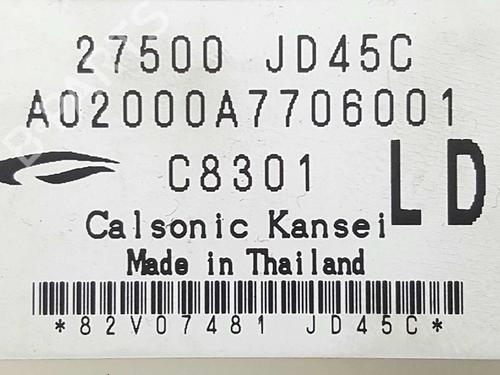 27500 JD45C
A02000A7706001
C8301
LD
Calsonic Kansei
Made in Thailand
*82V07481 JD45C*